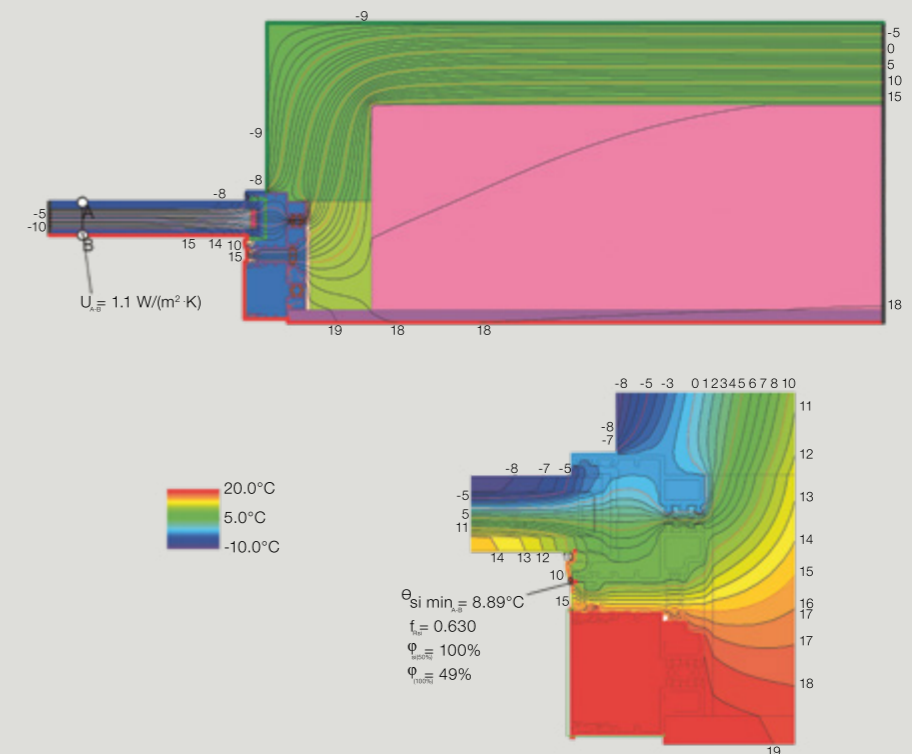 -9
-5
0
5
10
15
-9
-8
-8
-5
-10
A
B
15 14 10
15
U A-B = 1.1 W/(m²·K)
18
19 18 18
-8 -5 -3 0 1 2 3 4 5 6 7 8 10
11
-8
-7
12
-8 -7 -5
-5
13
5
11
14
14 13 12
15
10
15
16
17
17
18
19
20.0°C
5.0°C
-10.0°C
Θsi min A-B = 8.89°C
fRsi = 0.630
φsi(50%) = 100%
φ(100%) = 49%